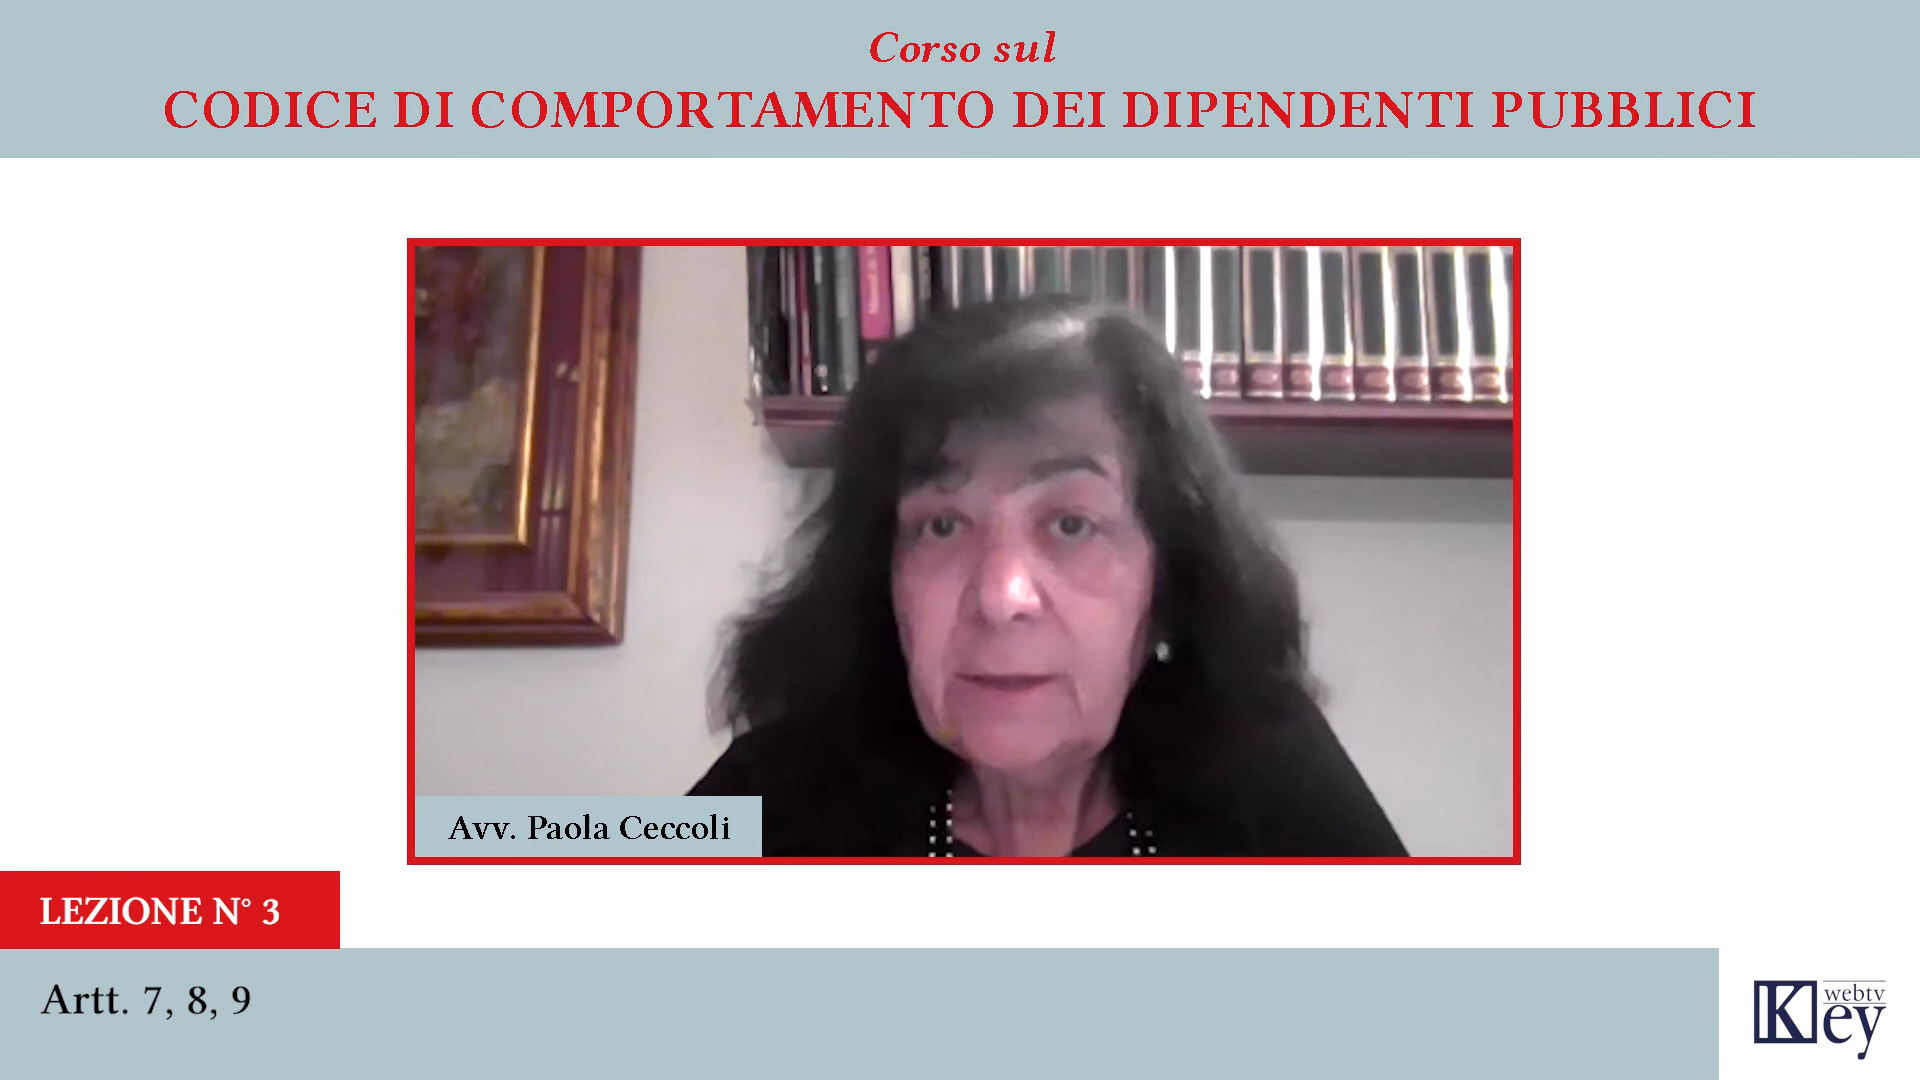 Corso sul
CODICE DI COMPORTAMENTO DEI DIPENDENTI PUBBLICI
Avv. Paola Ceccoli
LEZIONE N° 3
Artt. 7, 8, 9
webtv
Key